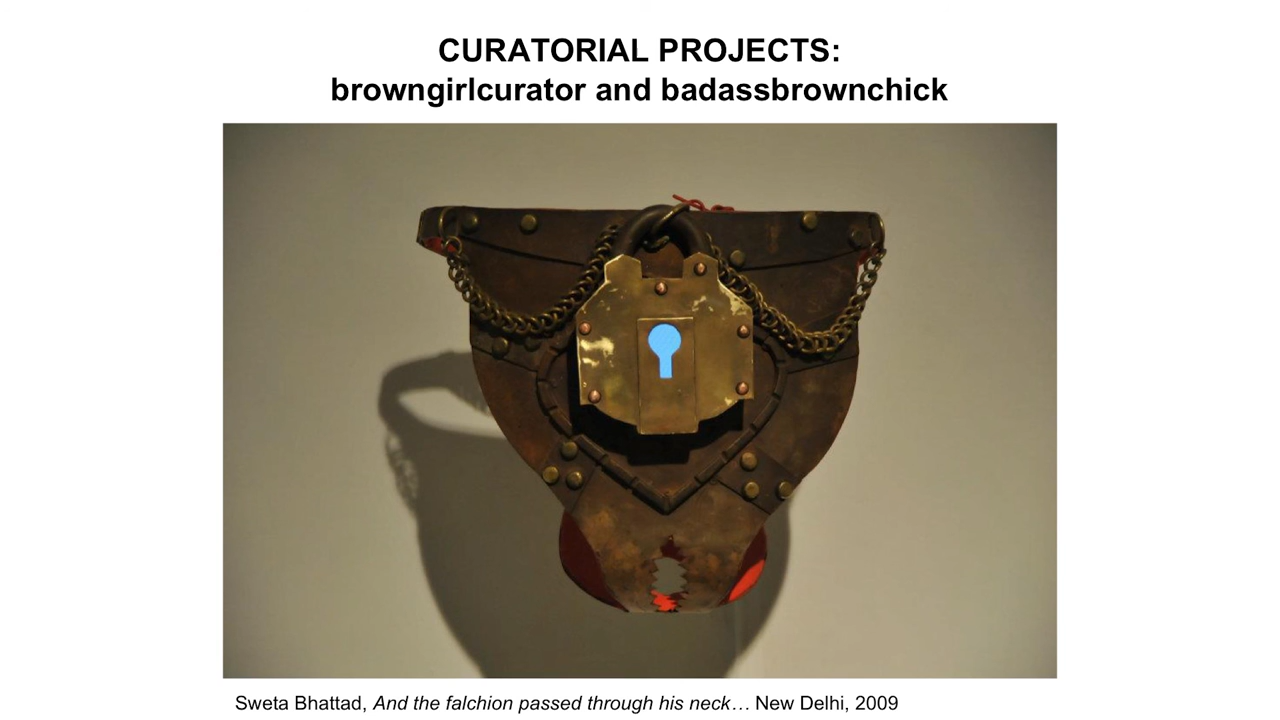 CURATORIAL PROJECTS:
browngirlcurator and badassbrownchick
Sweta Bhattad, And the falchion passed through his neck… New Delhi, 2009